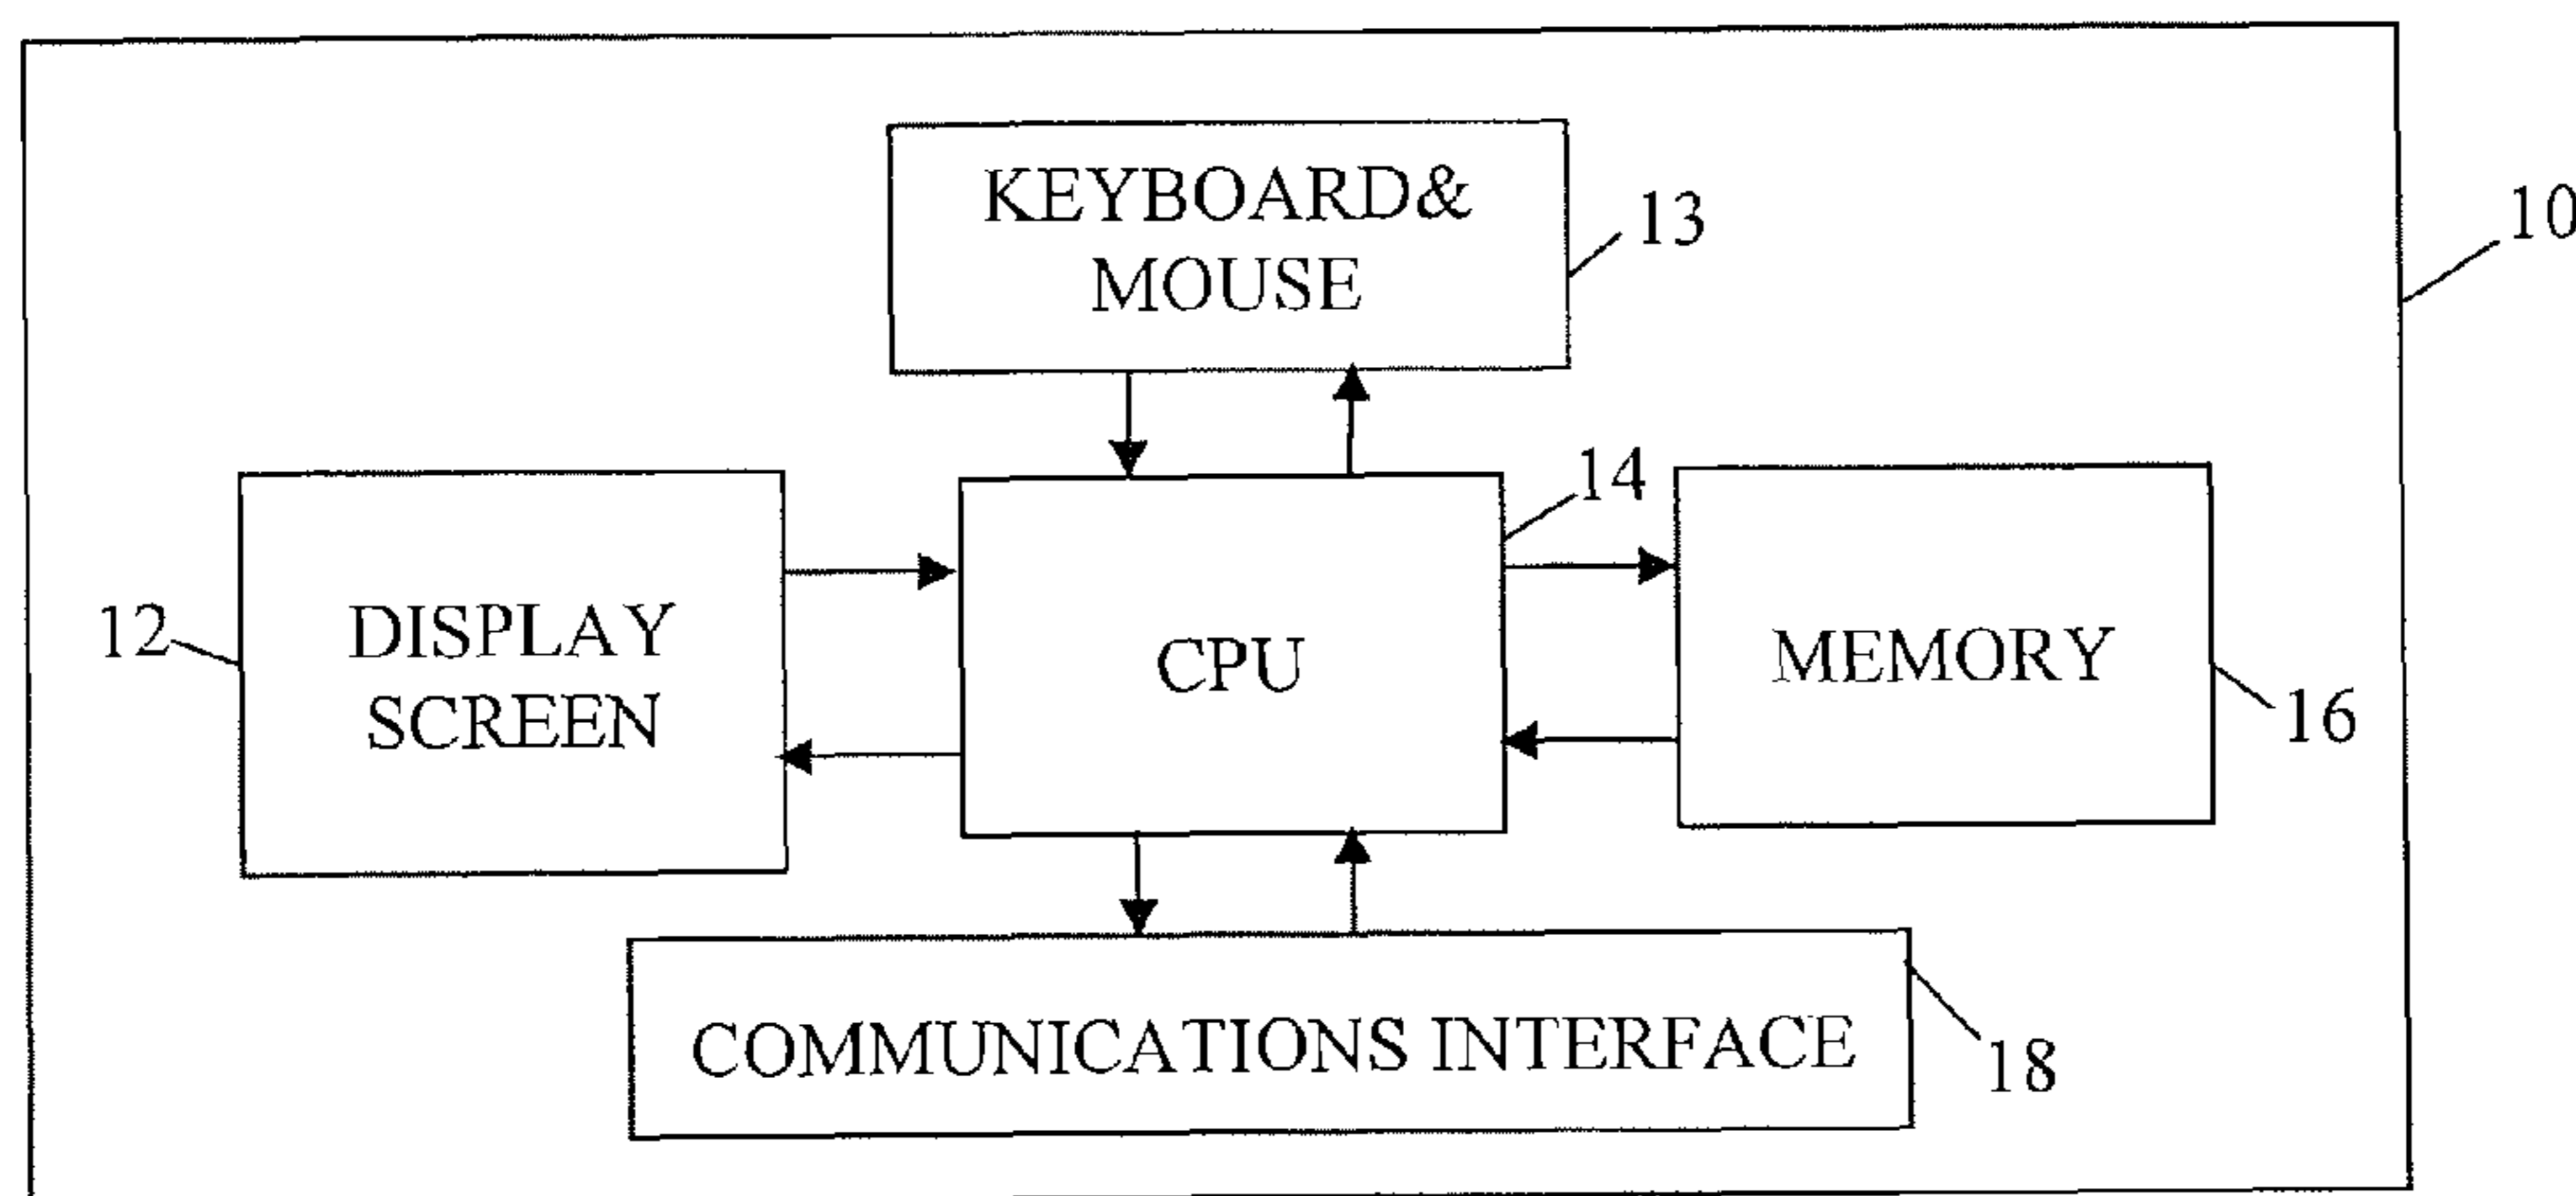 KEYBOARD&
MOUSE
13
10
14
12
DISPLAY
SCREEN
CPU
MEMORY
16
COMMUNICATIONS INTERFACE
18